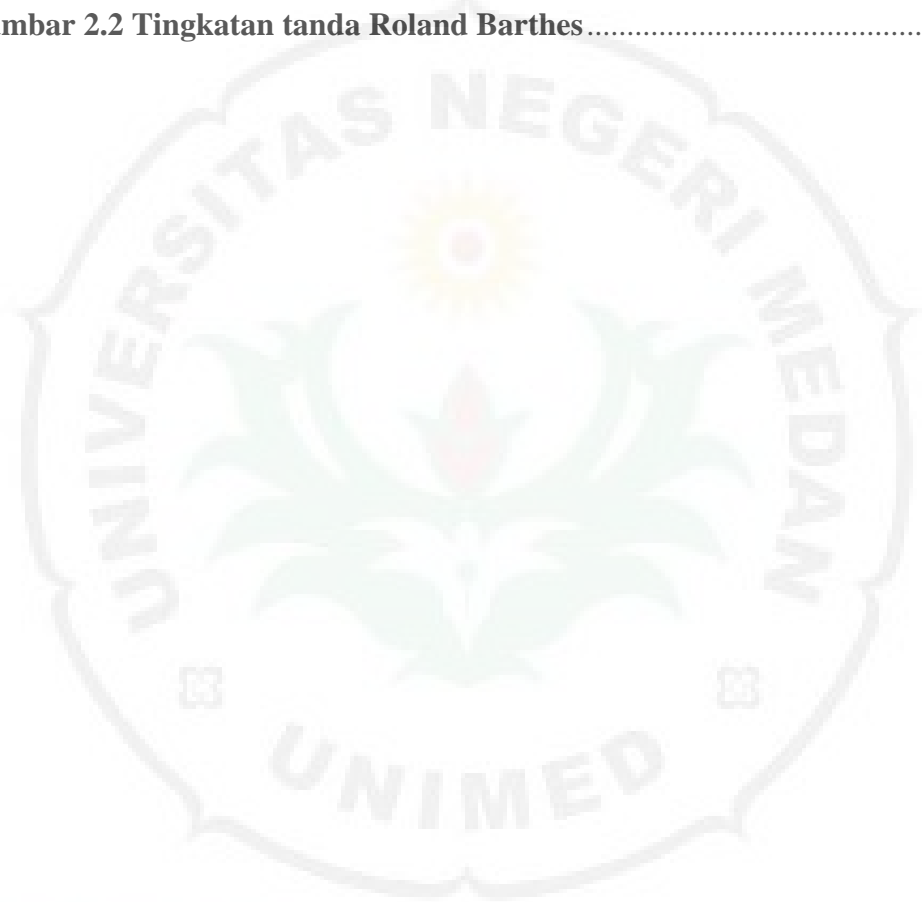 mbar 2.2 Tingkatan tanda Roland Barthes.........................................
UNIVERSITAS NEGERI MEDAN
UNIMED